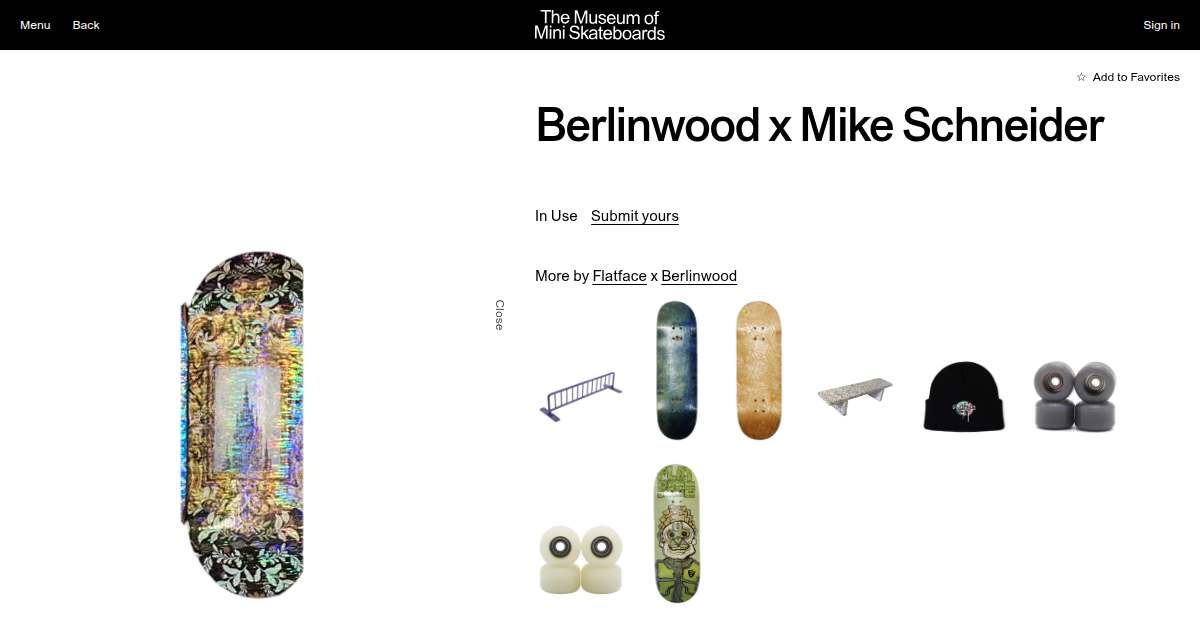 Menu
Back
The Museum of
Mini Skateboards
Sign in
☆ Add to Favorites
Berlinwood x Mike Schneider
In Use Submit yours
More by Flatface x Berlinwood
Close